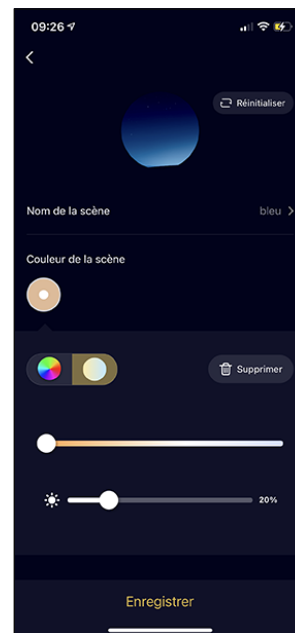 09:26
Réinitialiser
Nom de la scène
bleu
Couleur de la scène
Supprimer
20%
Enregistrer